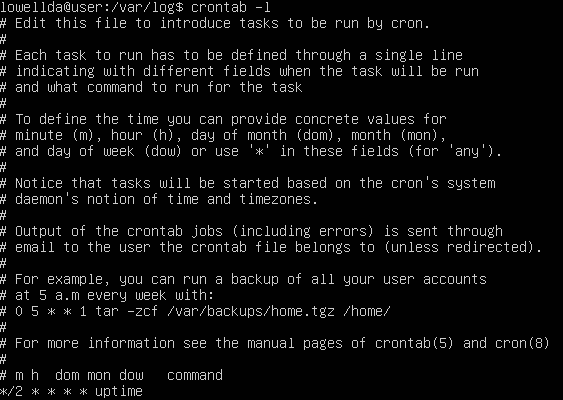 lowellda@user:/var/log$ crontab -l
# Edit this file to introduce tasks to be run by cron.
#
# Each task to run has to be defined through a single line
# indicating with different fields when the task will be run
# and what command to run for the task
#
# To define the time you can provide concrete values for
# minute (m), hour (h), day of month (dom), month (mon),
# and day of week (dow) or use '*' in these fields (for 'any').
#
# Notice that tasks will be started based on the cron's system
# daemon's notion of time and timezones.
#
# Output of the crontab jobs (including errors) is sent through
# email to the user the crontab file belongs to (unless redirected).
#
# For example, you can run a backup of all your user accounts
# at 5 a.m every week with:
# 0 5 * * 1 tar -zcf /var/backups/home.tgz /home/
#
# For more information see the manual pages of crontab(5) and cron(8)
#
# m h  dom mon dow   command
*/2 * * * * uptime